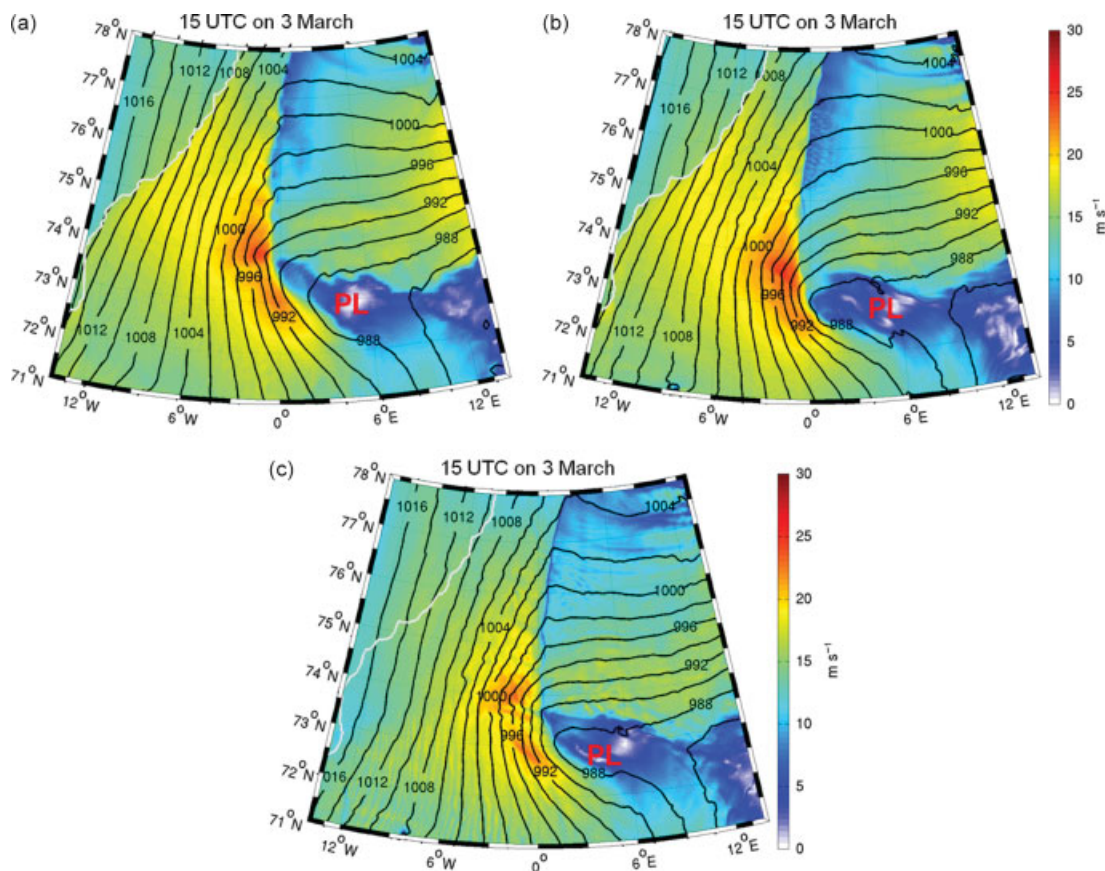 (a)
15 UTC on 3 March
78°N
77°N
76°N
75°N
74°N
73°N
72°N
71°N
12°W
6°W
0°
6°E
12°E
1016
1012
1008
1004
1004
1000
996
992
988
1000
996
992
988
1012
1008
1004
PL
(b)
15 UTC on 3 March
78°N
77°N
76°N
75°N
74°N
73°N
72°N
71°N
12°W
6°W
0°
6°E
12°E
1016
1012
1008
1004
1004
1000
996
992
988
1000
996
992
988
1012
1008
1004
PL
30
25
20
15
10
5
0
m s⁻¹
(c)
15 UTC on 3 March
78°N
77°N
76°N
75°N
74°N
73°N
72°N
71°N
12°W
6°W
0°
6°E
12°E
1016
1012
1008
1004
1004
1000
996
992
988
1000
996
992
988
016
1012
1008
PL
30
25
20
15
10
5
0
m s⁻¹